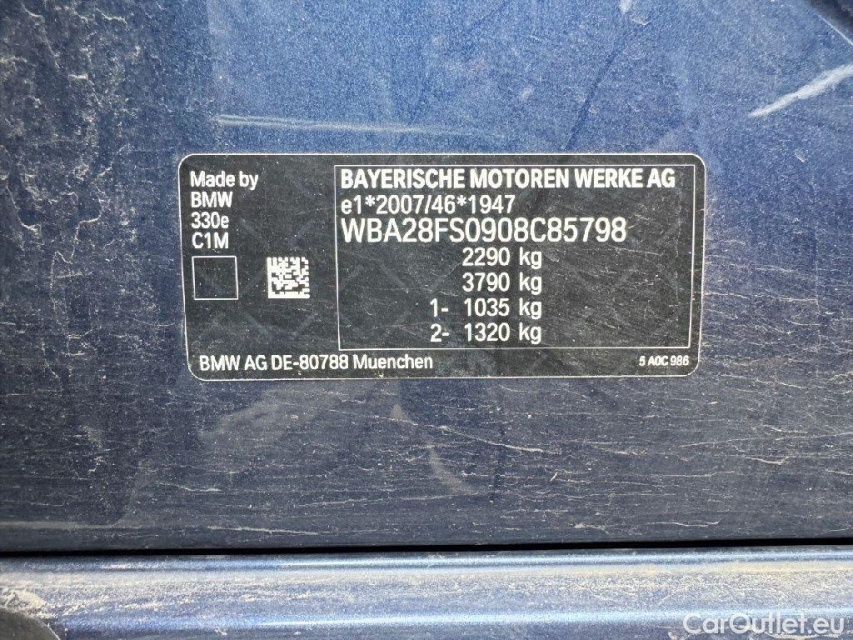 Made by
BMW
330e
C1M
BAYERISCHE MOTOREN WERKE AG
e1*2007/46*1947
WBA28FS0908C85798
2290 kg
3790 kg
1- 1035 kg
2- 1320 kg
BMW AG DE-80788 Muenchen
5 A0C 986
CarOutlet.eu